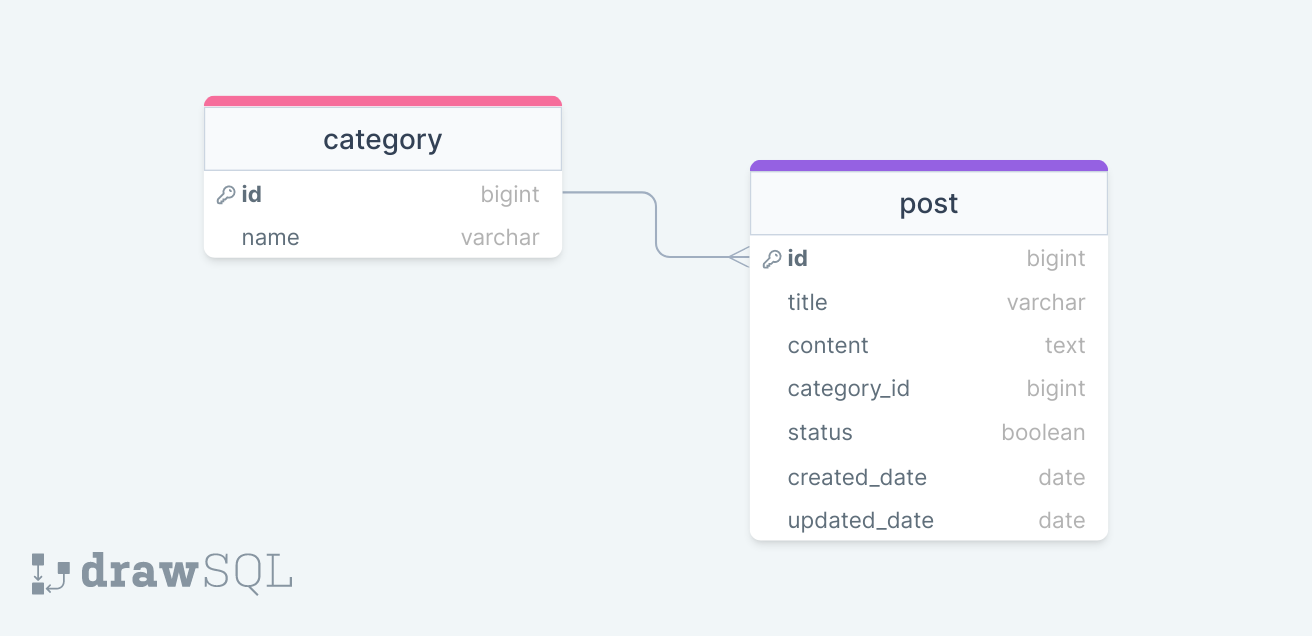 category
id bigint
name varchar
post
id bigint
title varchar
content text
category_id bigint
status boolean
created_date date
updated_date date
drawSQL